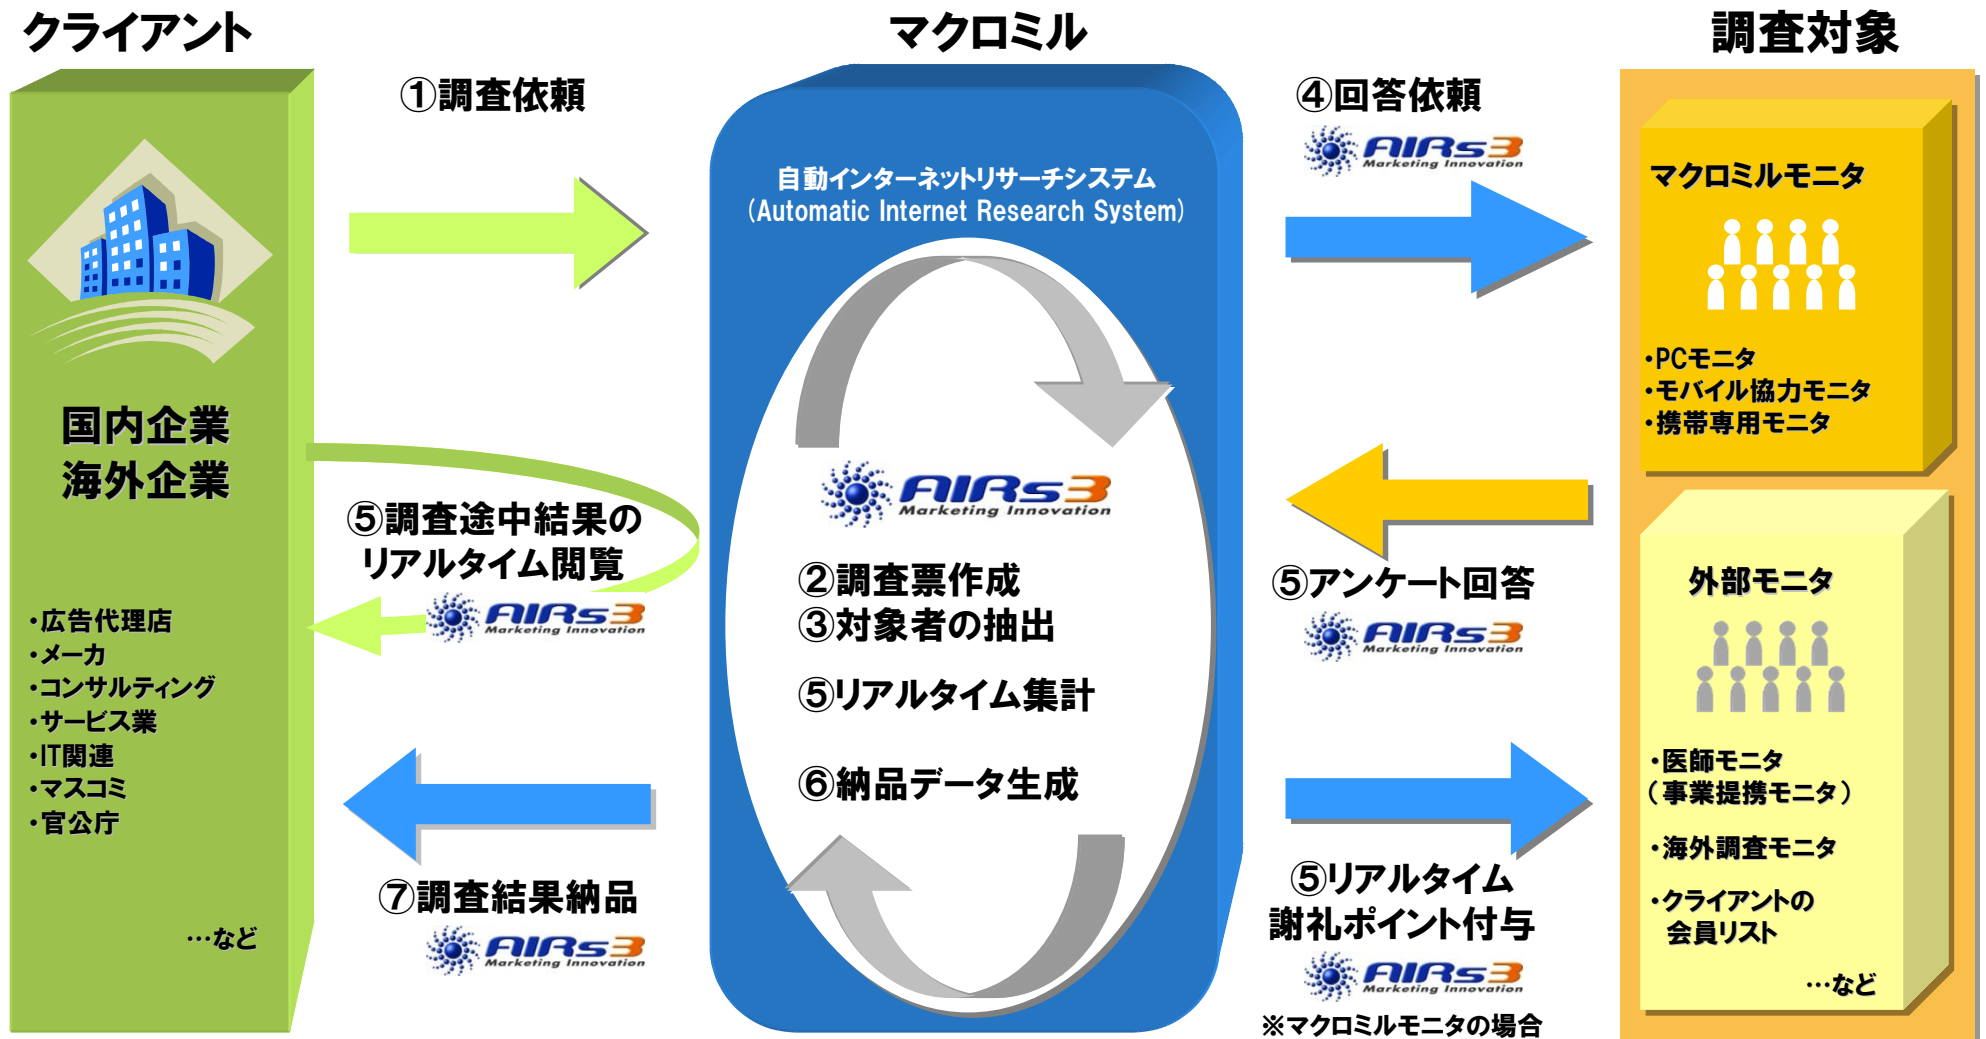 クライアント
国内企業
海外企業
・広告代理店
・メーカ
・コンサルティング
・サービス業
・IT関連
・マスコミ
・官公庁
…など
①調査依頼
⑤調査途中結果の
リアルタイム閲覧
AIRs3
Marketing Innovation
⑦調査結果納品
AIRs3
Marketing Innovation
マクロミル
自動インターネットリサーチシステム
(Automatic Internet Research System)
AIRs3
Marketing Innovation
②調査票作成
③対象者の抽出
⑤リアルタイム集計
⑥納品データ生成
④回答依頼
AIRs3
Marketing Innovation
⑤アンケート回答
AIRs3
Marketing Innovation
⑤リアルタイム
謝礼ポイント付与
AIRs3
Marketing Innovation
※マクロミルモニタの場合
調査対象
マクロミルモニタ
・PCモニタ
・モバイル協力モニタ
・携帯専用モニタ
外部モニタ
・医師モニタ
（事業提携モニタ）
・海外調査モニタ
・クライアントの
会員リスト
…など